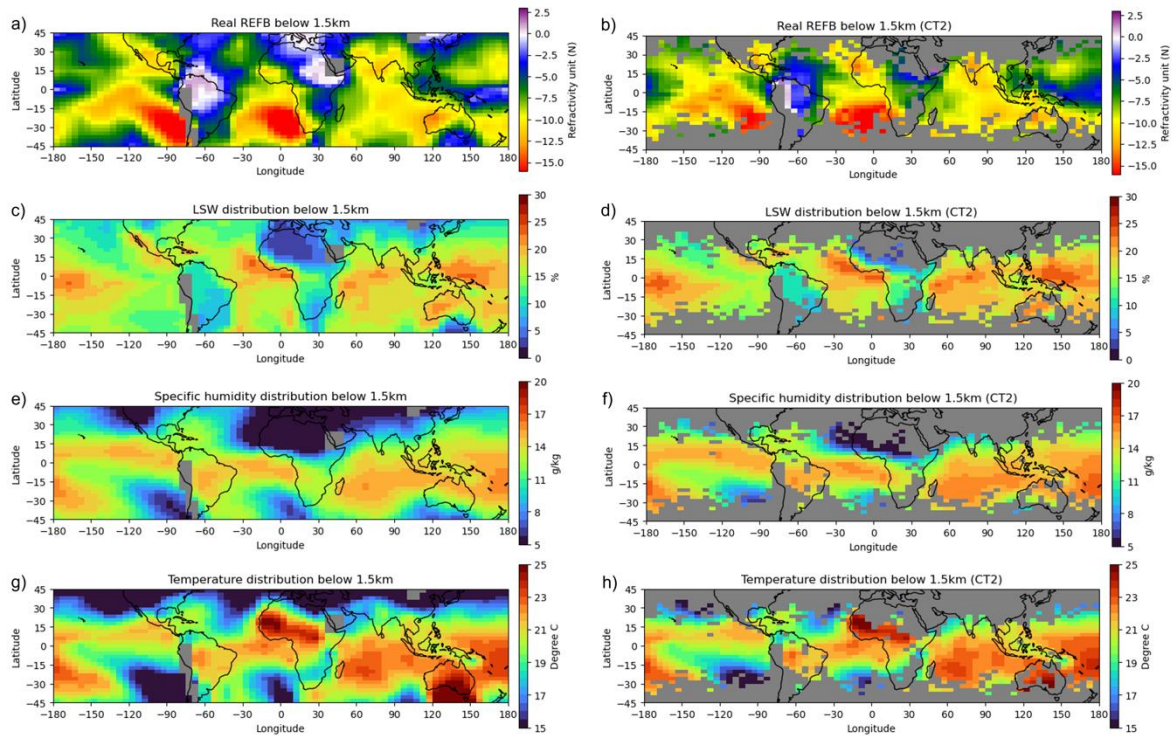 a)
Real REFB below 1.5km
45
30
15
0
−15
−30
−45
−180 −150 −120 −90 −60 −30 0 30 60 90 120 150 180
Latitude
Longitude
2.5
0.0
−2.5
−5.0
−7.5
−10.0
−12.5
−15.0
Refractivity unit (N)
b)
Real REFB below 1.5km (CT2)
45
30
15
0
−15
−30
−45
−180 −150 −120 −90 −60 −30 0 30 60 90 120 150 180
Latitude
Longitude
2.5
0.0
−2.5
−5.0
−7.5
−10.0
−12.5
−15.0
Refractivity unit (N)
c)
LSW distribution below 1.5km
45
30
15
0
−15
−30
−45
−180 −150 −120 −90 −60 −30 0 30 60 90 120 150 180
Latitude
Longitude
30
25
20
15
10
5
0
%
d)
LSW distribution below 1.5km (CT2)
45
30
15
0
−15
−30
−45
−180 −150 −120 −90 −60 −30 0 30 60 90 120 150 180
Latitude
Longitude
30
25
20
15
10
5
0
%
e)
Specific humidity distribution below 1.5km
45
30
15
0
−15
−30
−45
−180 −150 −120 −90 −60 −30 0 30 60 90 120 150 180
Latitude
Longitude
20
17
14
11
8
5
g/kg
f)
Specific humidity distribution below 1.5km (CT2)
45
30
15
0
−15
−30
−45
−180 −150 −120 −90 −60 −30 0 30 60 90 120 150 180
Latitude
Longitude
20
17
14
11
8
5
g/kg
g)
Temperature distribution below 1.5km
45
30
15
0
−15
−30
−45
−180 −150 −120 −90 −60 −30 0 30 60 90 120 150 180
Latitude
Longitude
25
23
21
19
17
15
Degree C
h)
Temperature distribution below 1.5km (CT2)
45
30
15
0
−15
−30
−45
−180 −150 −120 −90 −60 −30 0 30 60 90 120 150 180
Latitude
Longitude
25
23
21
19
17
15
Degree C